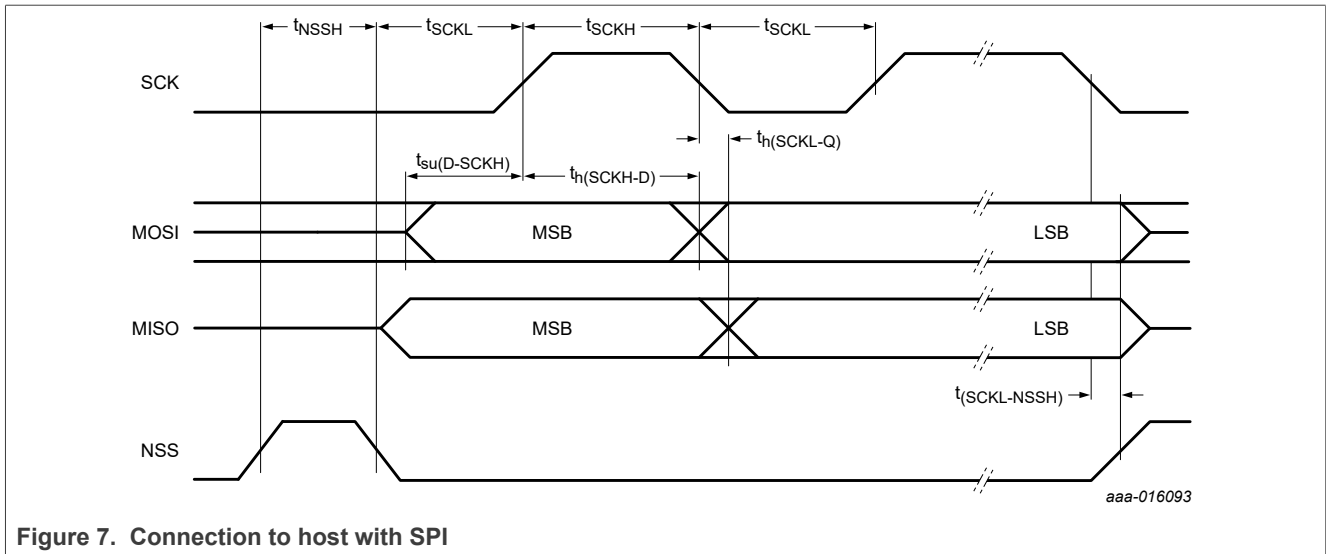 tNSSH tSCKL tSCKH tSCKL
SCK
th(SCKL-Q)
tsu(D-SCKH) th(SCKH-D)
MOSI MSB LSB
MISO MSB LSB
t(SCKL-NSSH)
NSS
aaa-016093
Figure 7. Connection to host with SPI